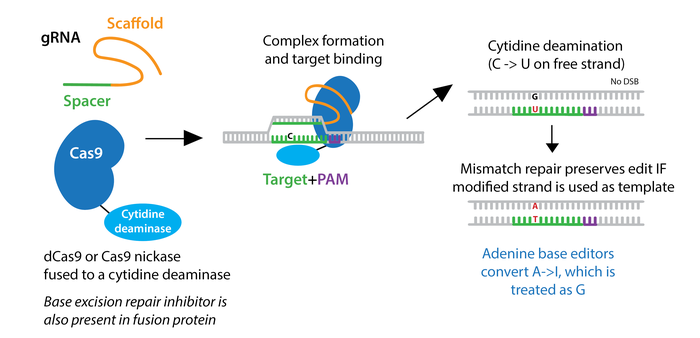 Scaffold
gRNA
Spacer
Cas9
Cytidine
deaminase
dCas9 or Cas9 nickase
fused to a cytidine deaminase
Base excision repair inhibitor is
also present in fusion protein
Complex formation
and target binding
C
Target+PAM
Cytidine deamination
(C -> U on free strand)
No DSB
G
U
Mismatch repair preserves edit IF
modified strand is used as template
A
T
Adenine base editors
convert A->I, which is
treated as G